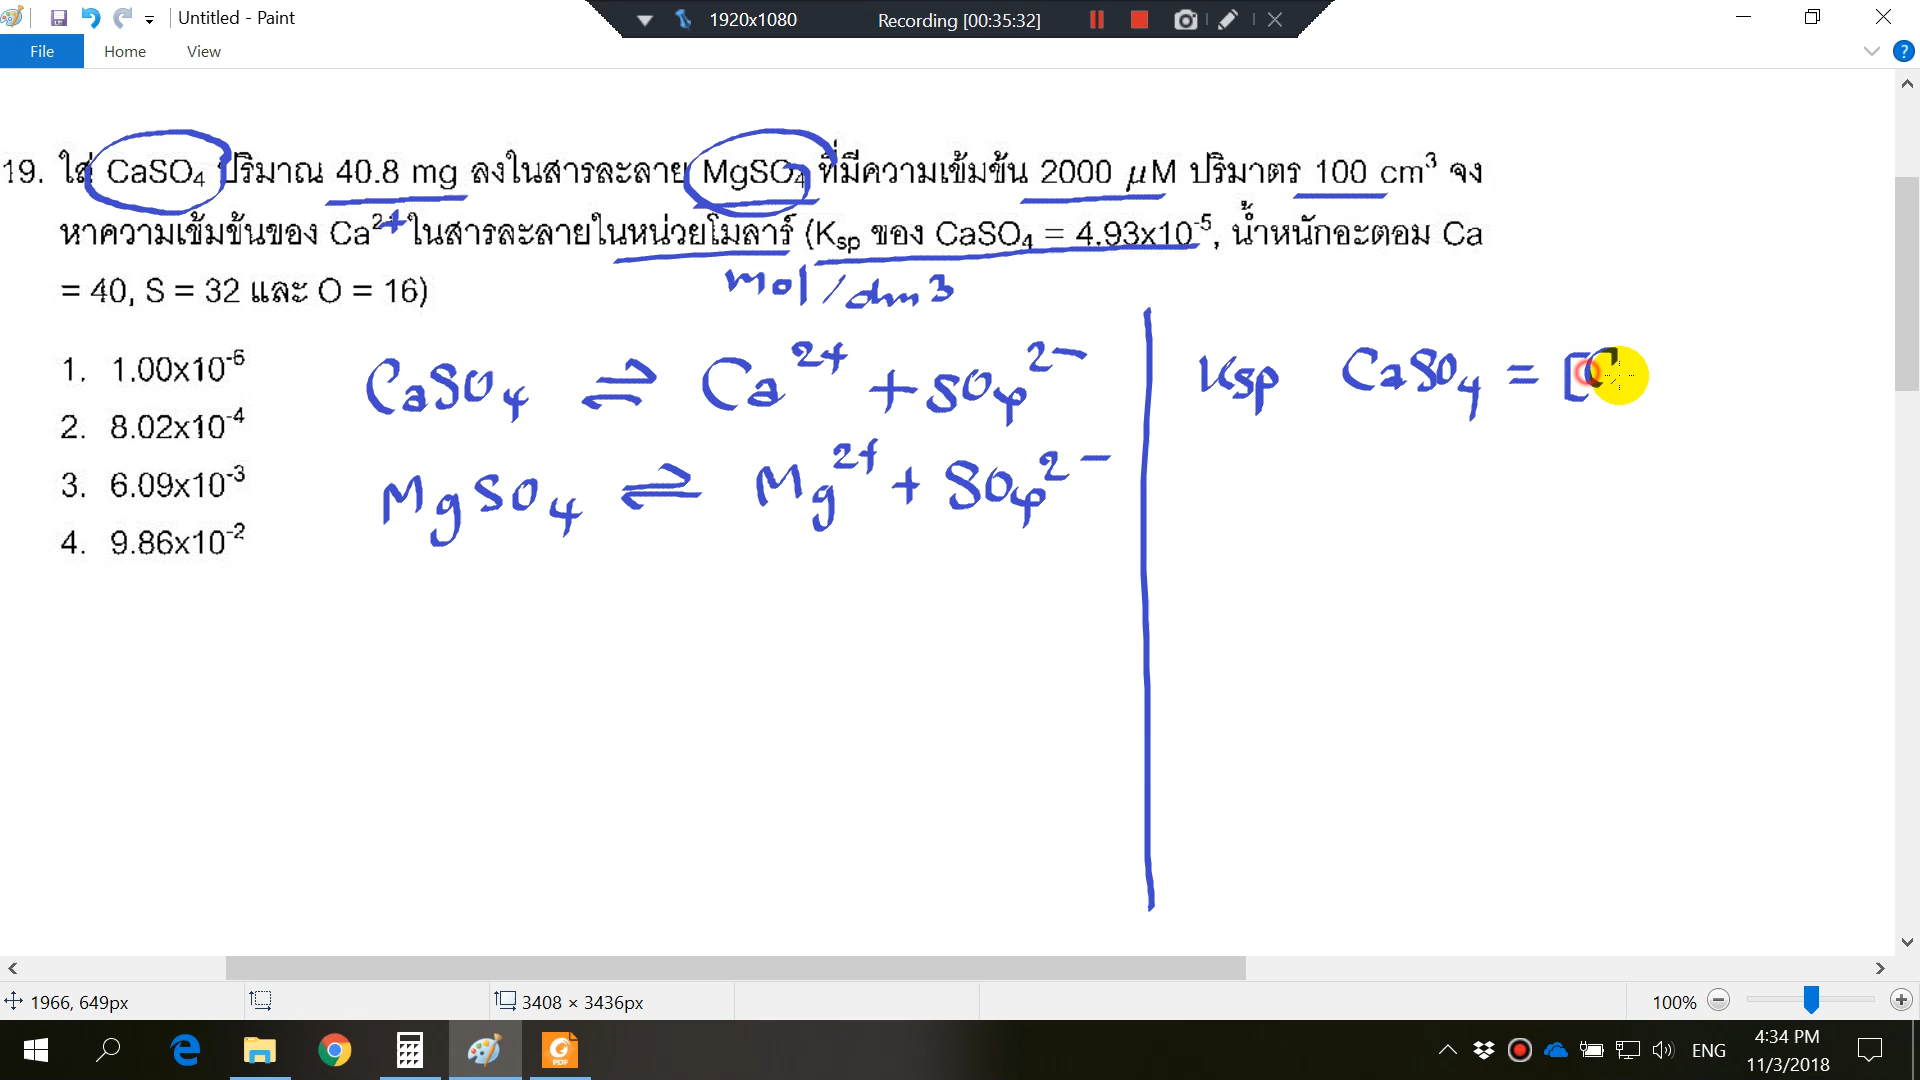 Untitled - Paint
1920x1080
Recording [00:35:32]
File Home View
19. ใส่ CaSO₄ ปริมาณ 40.8 mg ลงในสารละลาย MgSO₄ ที่มีความเข้มข้น 2000 μM ปริมาตร 100 cm³ จง
หาความเข้มข้นของ Ca²⁺ ในสารละลายในหน่วยโมลาร์ (Ksp ของ CaSO₄ = 4.93x10⁻⁵, น้ำหนักอะตอม Ca
= 40, S = 32 และ O = 16)
mol/dm3
1. 1.00x10⁻⁶
2. 8.02x10⁻⁴
3. 6.09x10⁻³
4. 9.86x10⁻²
CaSO₄ ⇌ Ca²⁺ + SO₄²⁻
MgSO₄ ⇌ Mg²⁺ + SO₄²⁻
Ksp CaSO₄ = [C
1966, 649px
3408 × 3436px
100%
PDF
ENG
4:34 PM
11/3/2018